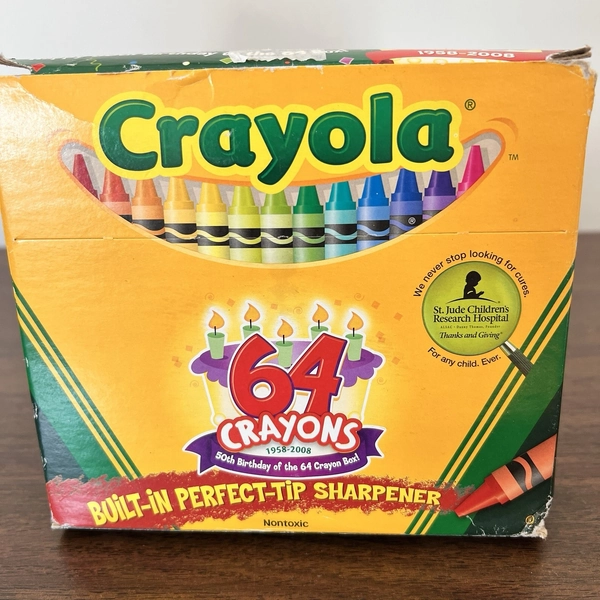 the 64
1958-2008
Crayola®
™
®
We never stop looking for cures.
St. Jude Children's
Research Hospital
Thanks and Giving®
For any child. Ever.
64
CRAYONS
1958-2008
50th Birthday of the 64 Crayon Box!
BUiLT-iN PERFECT-TiP SHARPENER
Nontoxic
®